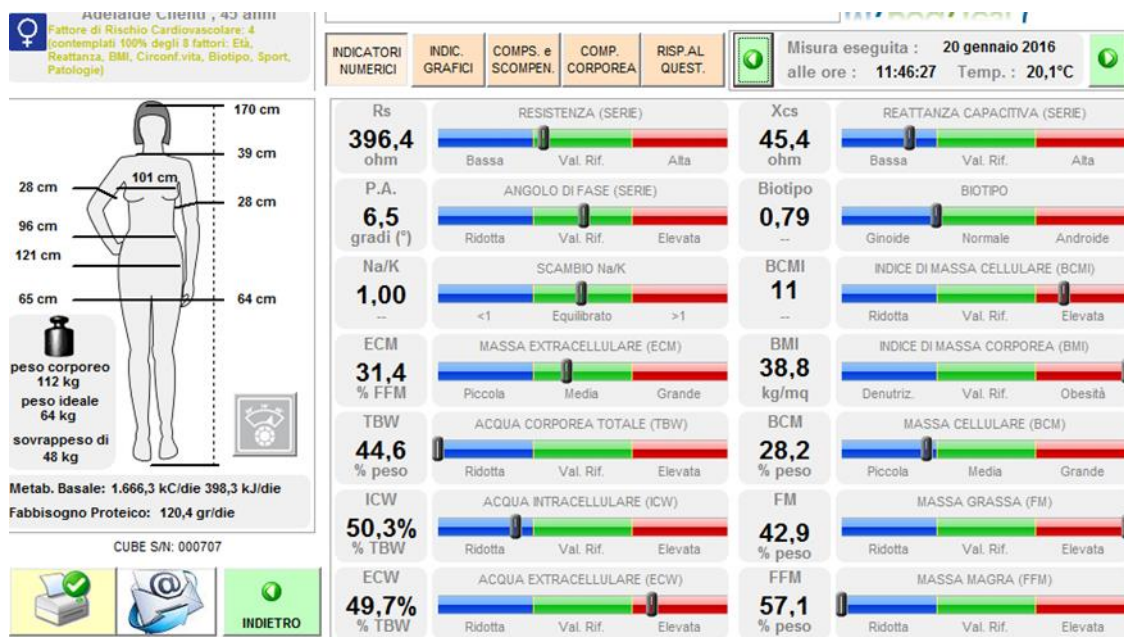 Adelaide Clienti , 45 anni
Fattore di Rischio Cardiovascolare: 4
(contemplati 100% degli 8 fattori: Età,
Reattanza, BMI, Circonf.vita, Biotipo, Sport,
Patologie)
INDICATORI NUMERICI
INDIC. GRAFICI
COMPS. e SCOMPEN.
COMP. CORPOREA
RISP.AL QUEST.
Misura eseguita : 20 gennaio 2016
alle ore : 11:46:27 Temp. : 20,1°C
170 cm
39 cm
101 cm
28 cm
28 cm
96 cm
121 cm
65 cm
64 cm
peso corporeo
112 kg
peso ideale
64 kg
sovrappeso di
48 kg
Metab. Basale: 1.666,3 kC/die 398,3 kJ/die
Fabbisogno Proteico: 120,4 gr/die
CUBE S/N: 000707
INDIETRO
Rs
396,4
ohm
RESISTENZA (SERIE)
Bassa Val. Rif. Alta
Xcs
45,4
ohm
REATTANZA CAPACITIVA (SERIE)
Bassa Val. Rif. Alta
P.A.
6,5
gradi (°)
ANGOLO DI FASE (SERIE)
Ridotta Val. Rif. Elevata
Biotipo
0,79
--
BIOTIPO
Ginoide Normale Androide
Na/K
1,00
--
SCAMBIO Na/K
<1 Equilibrato >1
BCMI
11
--
INDICE DI MASSA CELLULARE (BCMI)
Ridotta Val. Rif. Elevata
ECM
31,4
% FFM
MASSA EXTRACELLULARE (ECM)
Piccola Media Grande
BMI
38,8
kg/mq
INDICE DI MASSA CORPOREA (BMI)
Denutriz. Val. Rif. Obesità
TBW
44,6
% peso
ACQUA CORPOREA TOTALE (TBW)
Ridotta Val. Rif. Elevata
BCM
28,2
% peso
MASSA CELLULARE (BCM)
Piccola Media Grande
ICW
50,3%
% TBW
ACQUA INTRACELLULARE (ICW)
Ridotta Val. Rif. Elevata
FM
42,9
% peso
MASSA GRASSA (FM)
Ridotta Val. Rif. Elevata
ECW
49,7%
% TBW
ACQUA EXTRACELLULARE (ECW)
Ridotta Val. Rif. Elevata
FFM
57,1
% peso
MASSA MAGRA (FFM)
Ridotta Val. Rif. Elevata